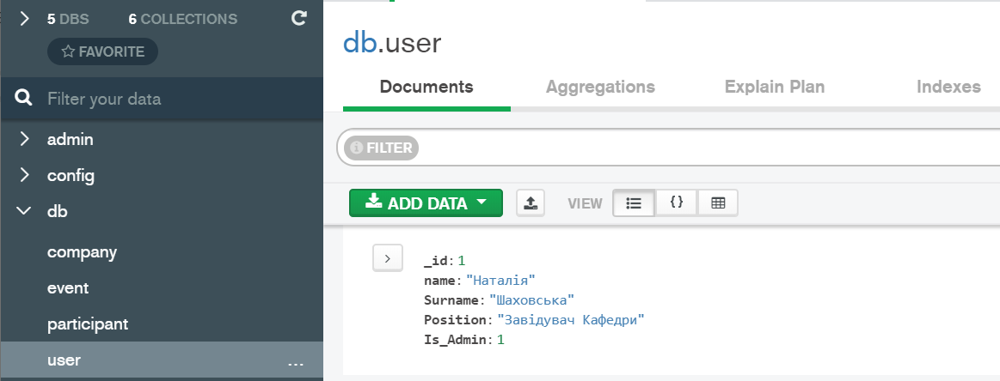 5 DBS 6 COLLECTIONS
FAVORITE
Filter your data
admin
config
db
company
event
participant
user ...
db.user
Documents Aggregations Explain Plan Indexes
FILTER
ADD DATA VIEW { }
_id: 1
name: "Наталія"
Surname: "Шаховська"
Position: "Завідувач Кафедри"
Is_Admin: 1